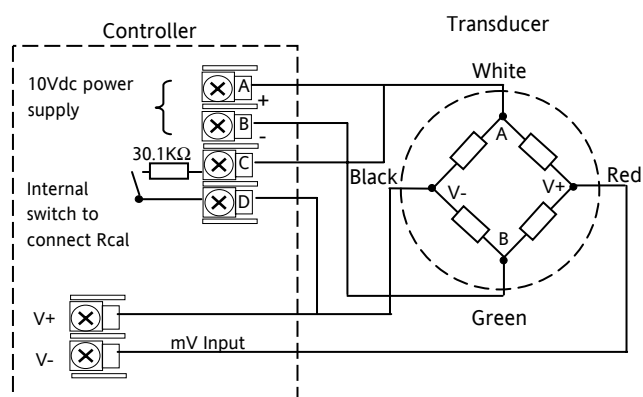 Controller
Transducer
10Vdc power
supply
A
+
B
-
White
30.1KΩ
C
Internal
switch to
connect Rcal
D
Black
A
V-
V+
Red
B
Green
V+
mV Input
V-